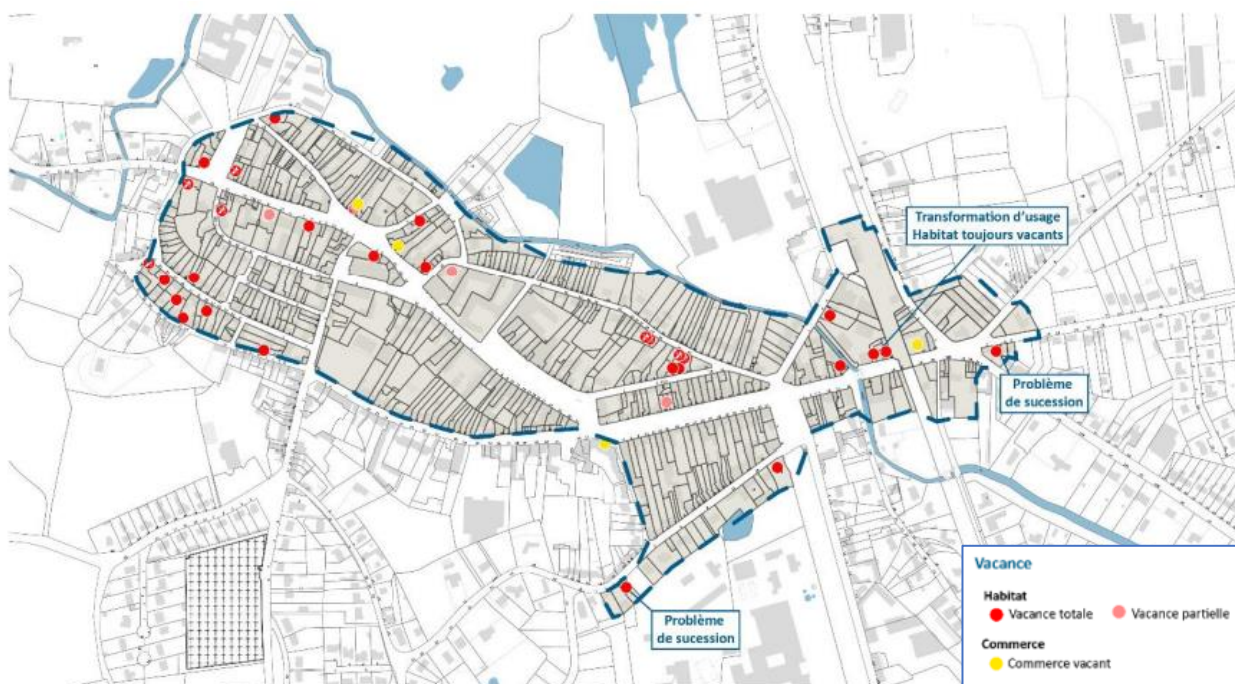 Transformation d'usage
Habitat toujours vacants
Problème
de sucession
Problème
de sucession
Vacance
Habitat
Vacance totale
Vacance partielle
Commerce
Commerce vacant